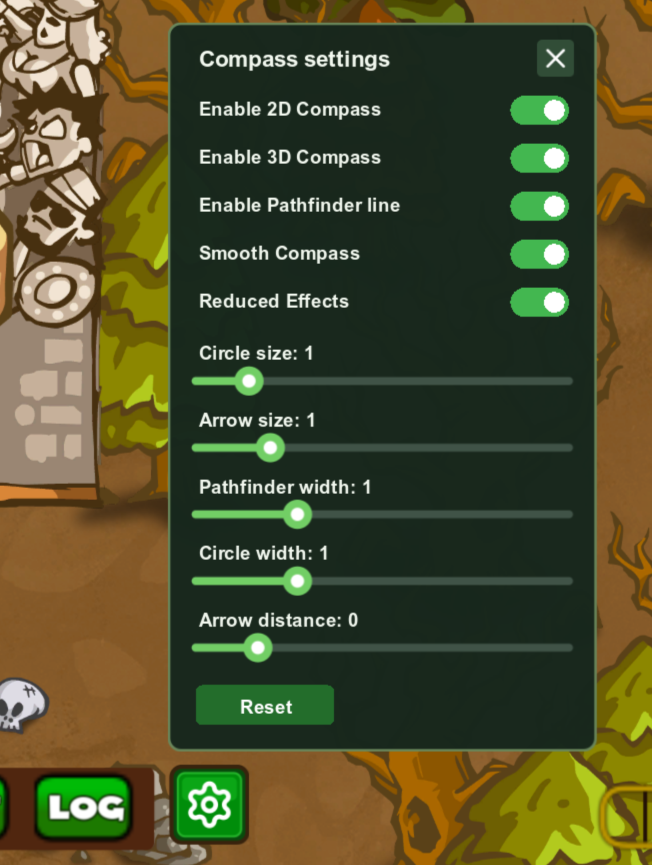 Compass settings
Enable 2D Compass
Enable 3D Compass
Enable Pathfinder line
Smooth Compass
Reduced Effects
Circle size: 1
Arrow size: 1
Pathfinder width: 1
Circle width: 1
Arrow distance: 0
Reset
LOG